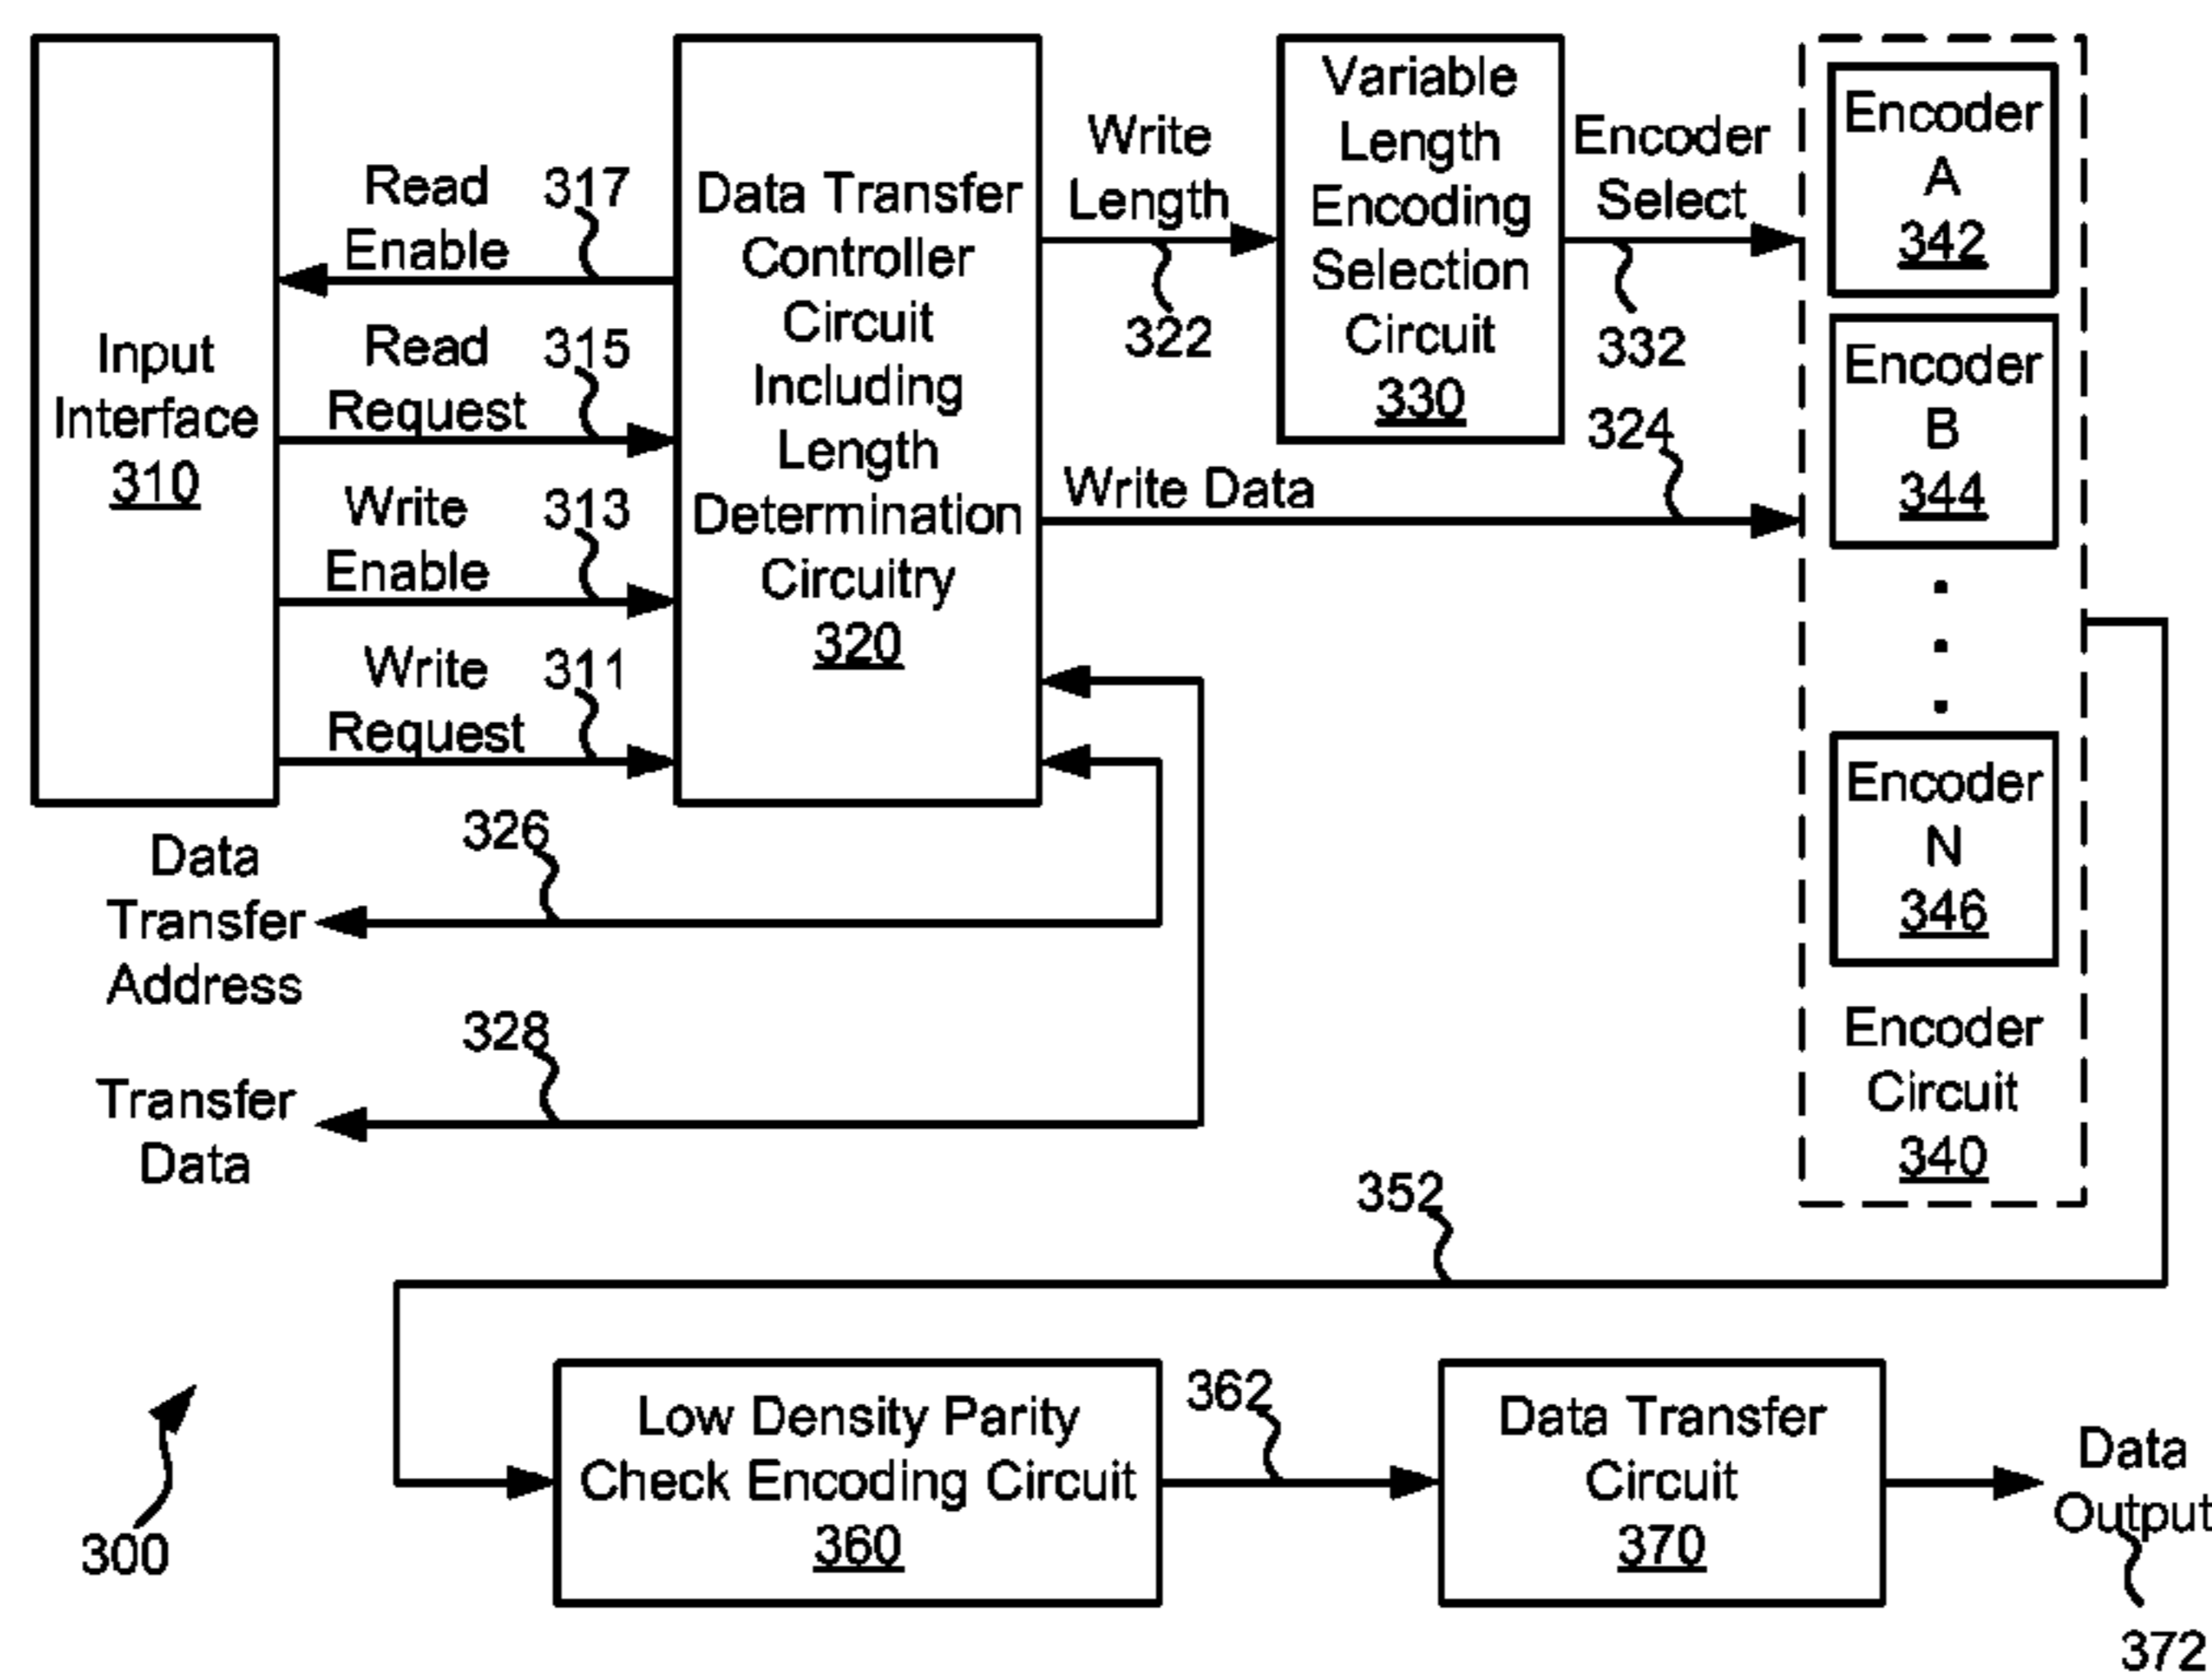 Input
Interface
310
Read
Enable
317
Read
Request
315
Write
Enable
313
Write
Request
311
Data Transfer
Controller
Circuit
Including
Length
Determination
Circuitry
320
Write
Length
322
Variable
Length
Encoding
Selection
Circuit
330
Encoder
Select
332
Write Data
324
Encoder
A
342
Encoder
B
344
Encoder
N
346
Encoder
Circuit
340
Data
Transfer
Address
326
Transfer
Data
328
352
Low Density Parity
Check Encoding Circuit
360
362
Data Transfer
Circuit
370
Data
Output
372
300